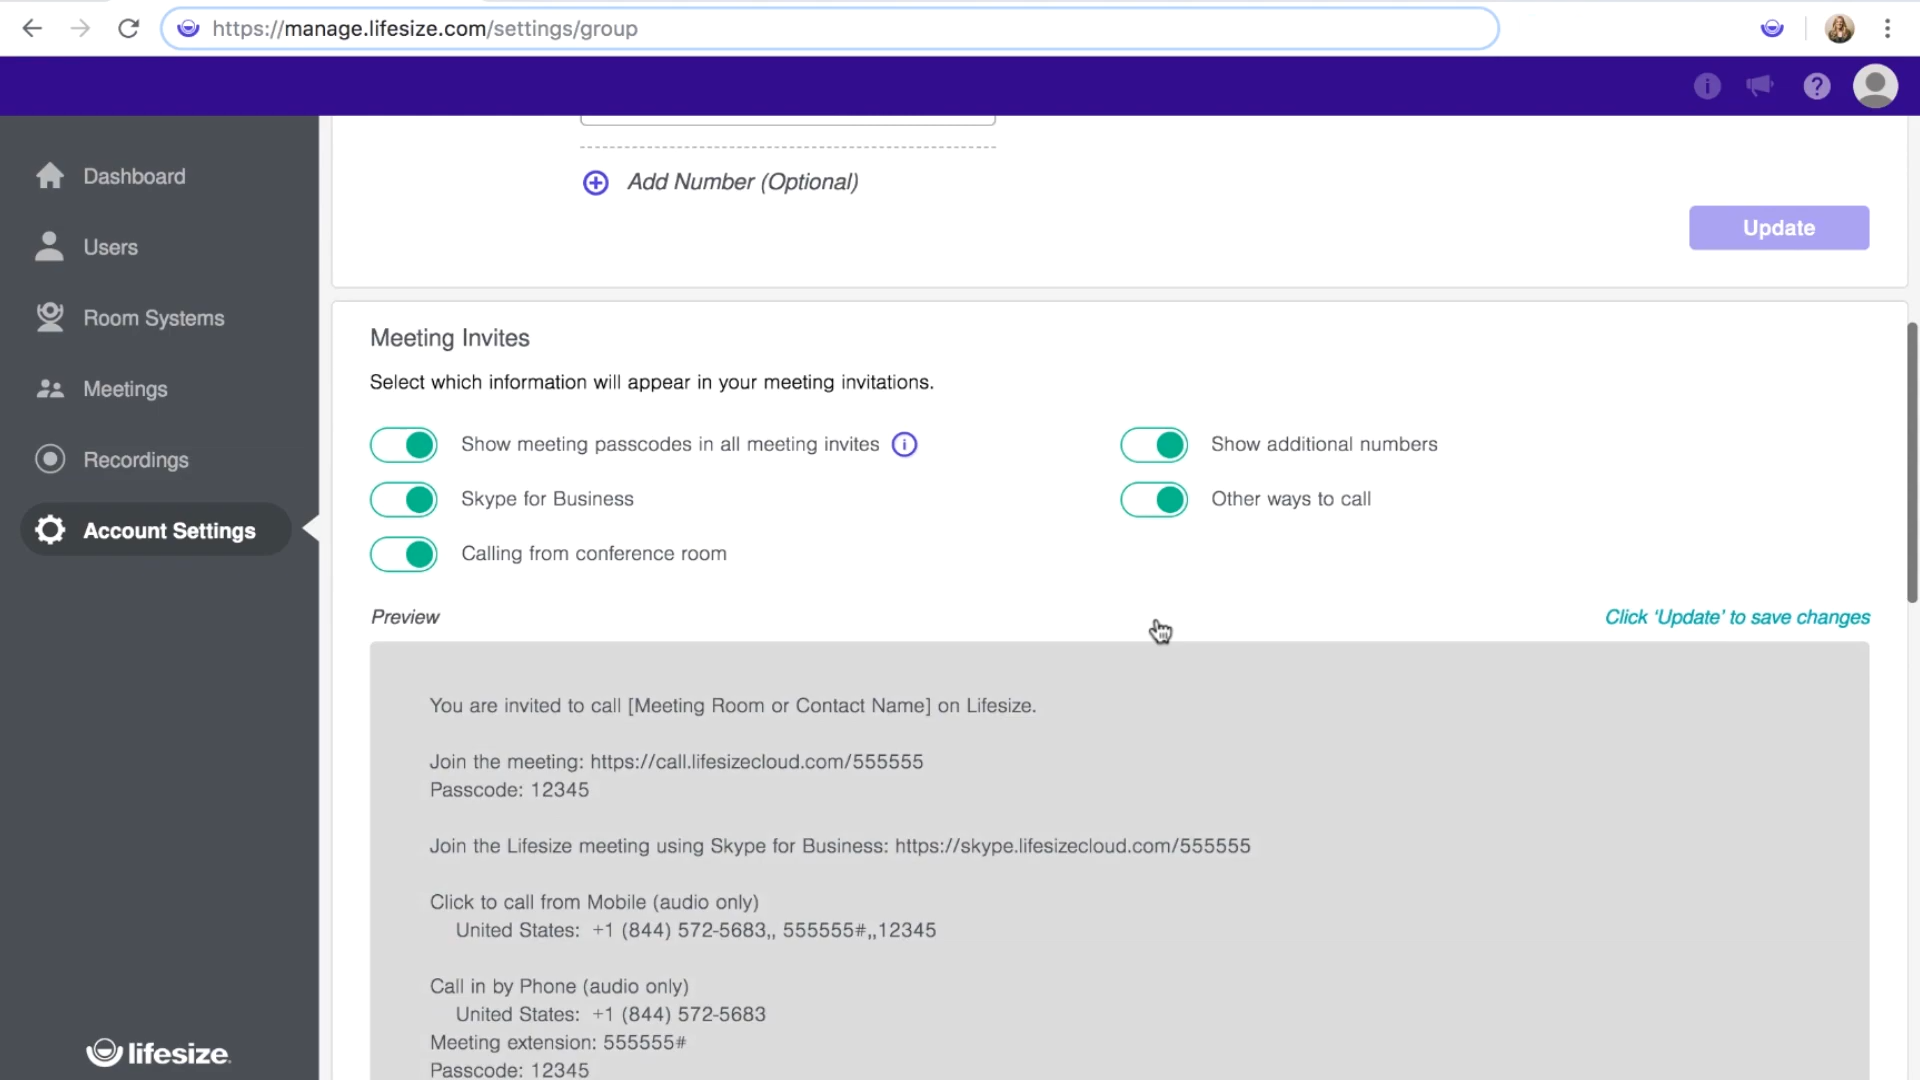 https://manage.lifesize.com/settings/group
Dashboard
Users
Room Systems
Meetings
Recordings
Account Settings
lifesize.
Add Number (Optional)
Update
Meeting Invites
Select which information will appear in your meeting invitations.
Show meeting passcodes in all meeting invites
Show additional numbers
Skype for Business
Other ways to call
Calling from conference room
Preview
Click ‘Update’ to save changes
You are invited to call [Meeting Room or Contact Name] on Lifesize.
Join the meeting: https://call.lifesizecloud.com/555555
Passcode: 12345
Join the Lifesize meeting using Skype for Business: https://skype.lifesizecloud.com/555555
Click to call from Mobile (audio only)
United States: +1 (844) 572-5683,, 555555#,,12345
Call in by Phone (audio only)
United States: +1 (844) 572-5683
Meeting extension: 555555#
Passcode: 12345